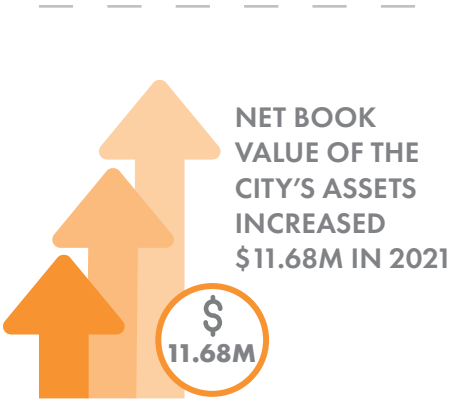 NET BOOK
VALUE OF THE
CITY'S ASSETS
INCREASED
$11.68M IN 2021
$
11.68M